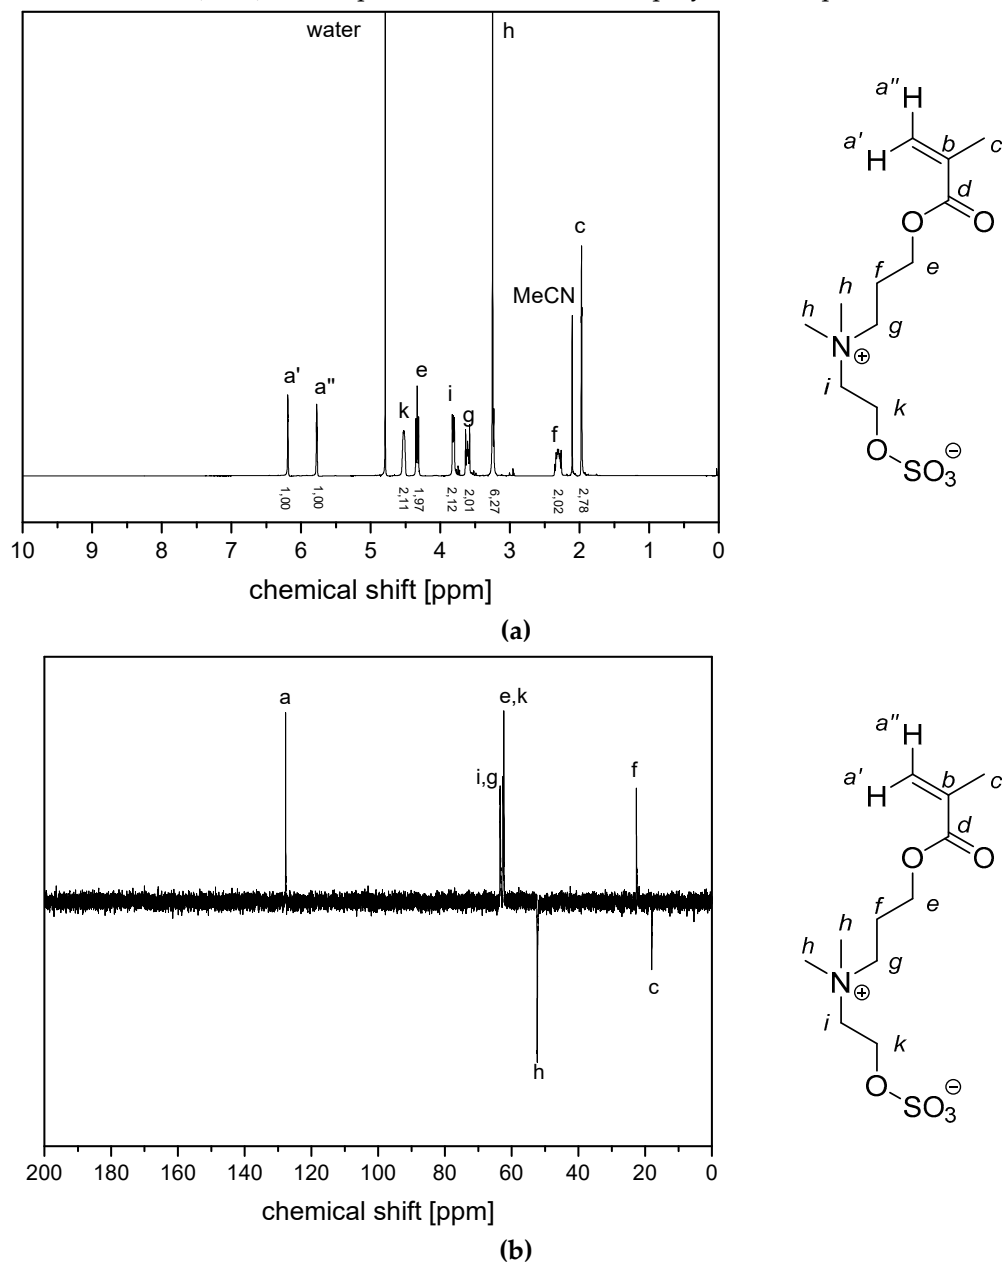 water
h
c
MeCN
a'
a"
e
k
i
g
f
1,00
1,00
2,11
1,97
2,12
2,01
6,27
2,02
2,78
10 9 8 7 6 5 4 3 2 1 0
chemical shift [ppm]
a"
H
a'
H
b
c
d
O
O
f
e
h
h
g
N
⊕
i
k
O
SO3
⊖
(a)
a
e,k
i,g
f
c
h
200 180 160 140 120 100 80 60 40 20 0
chemical shift [ppm]
a"
H
a'
H
b
c
d
O
O
f
e
h
h
g
N
⊕
i
k
O
SO3
⊖
(b)